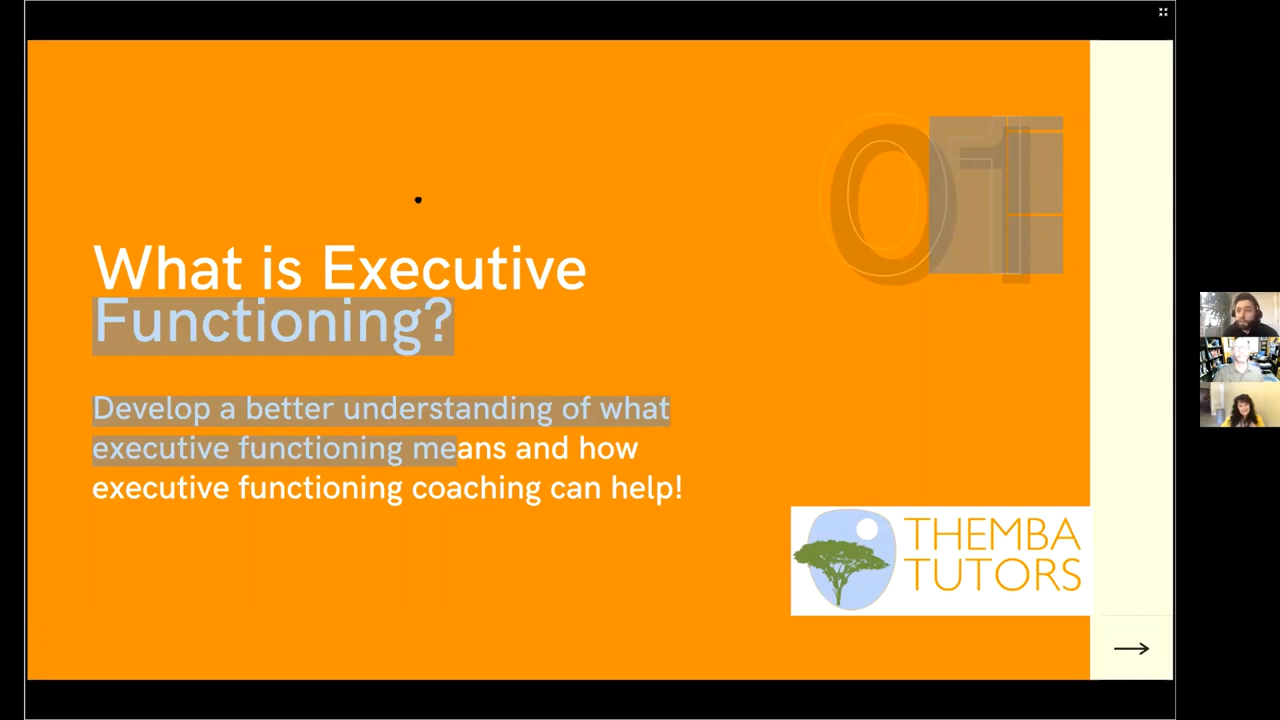 01
What is Executive
Functioning?
Develop a better understanding of what
executive functioning means and how
executive functioning coaching can help!
THEMBA
TUTORS